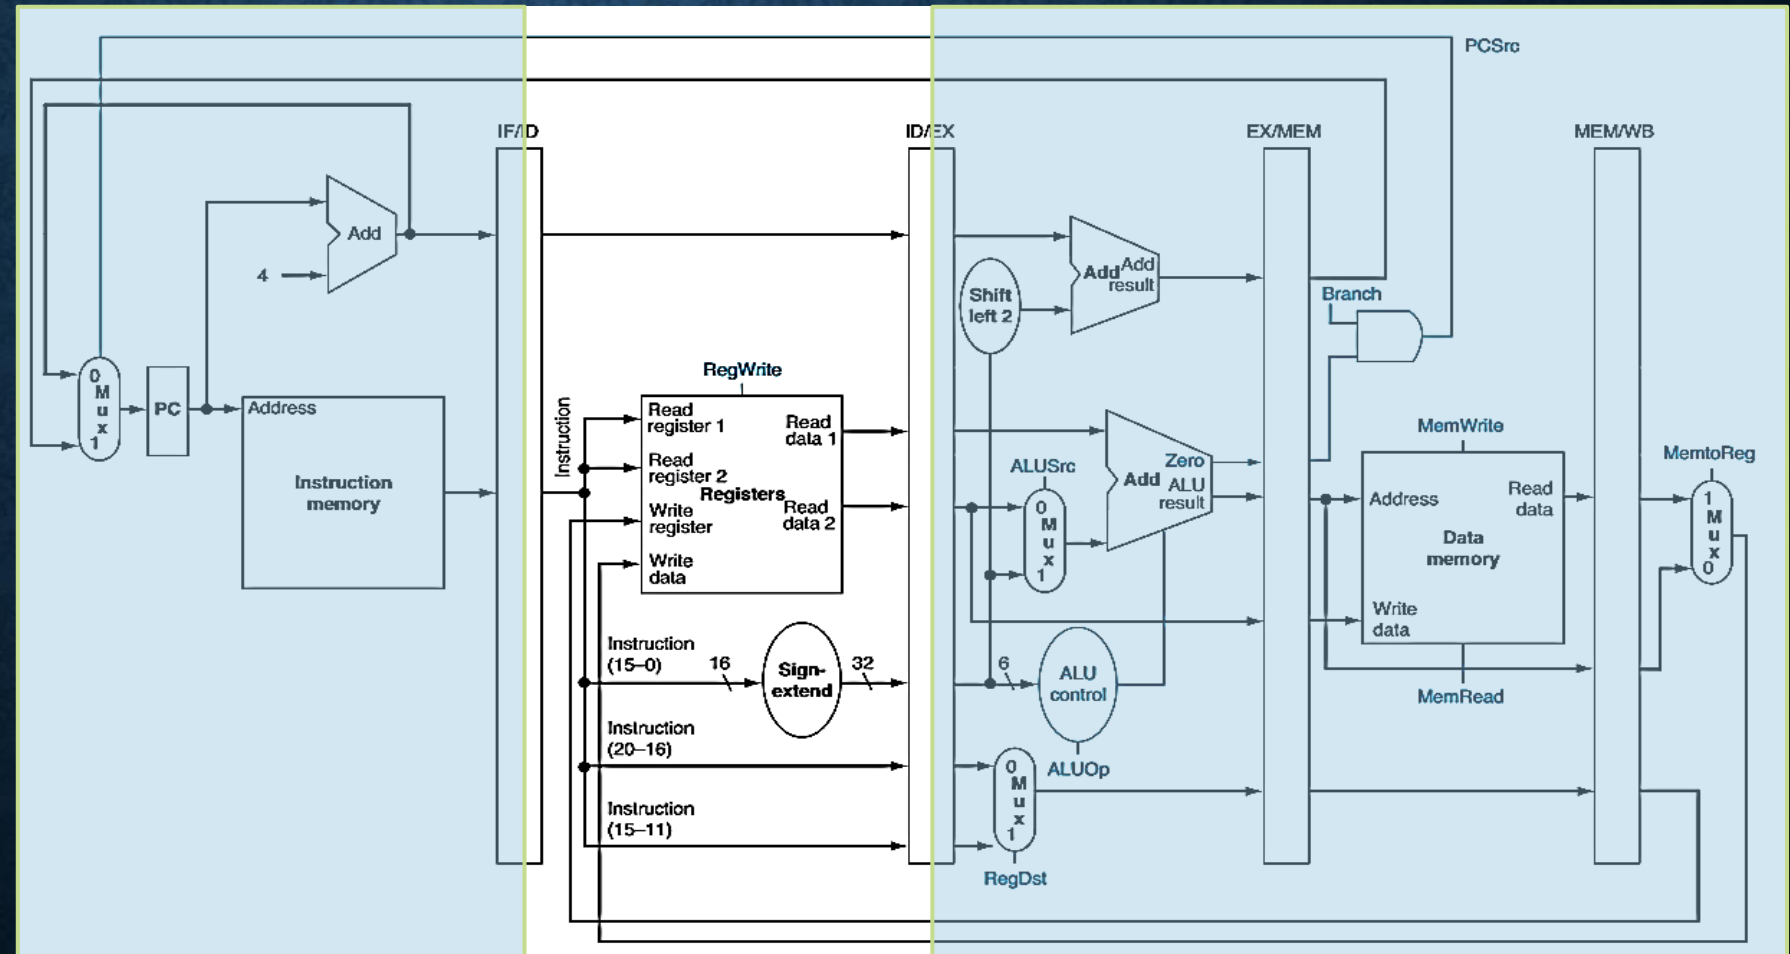 PCSrc
IF/ID
ID/EX
EX/MEM
MEM/WB
Add
4
Add Add
result
Shift
left 2
Branch
RegWrite
0
M
u
x
1
PC
Address
Instruction
memory
Instruction
Read
register 1
Read
register 2
Write
register
Write
data
Registers
Read
data 1
Read
data 2
ALUSrc
0
M
u
x
1
Zero
Add ALU
result
MemWrite
Address
Read
data
Data
memory
Write
data
MemRead
MemtoReg
1
M
u
x
0
Instruction
(15–0)
16
Sign-
extend
32
6
ALU
control
ALUOp
Instruction
(20–16)
Instruction
(15–11)
0
M
u
x
1
RegDst